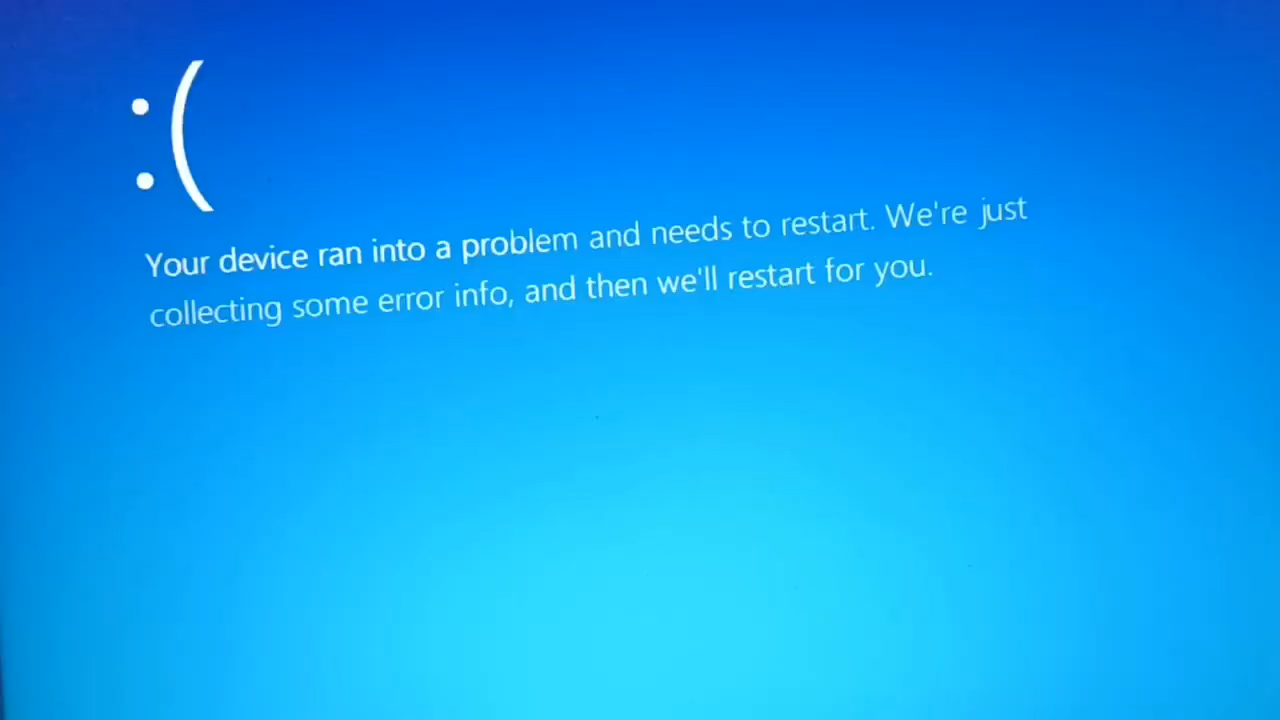 :(
Your device ran into a problem and needs to restart. We're just
collecting some error info, and then we'll restart for you.